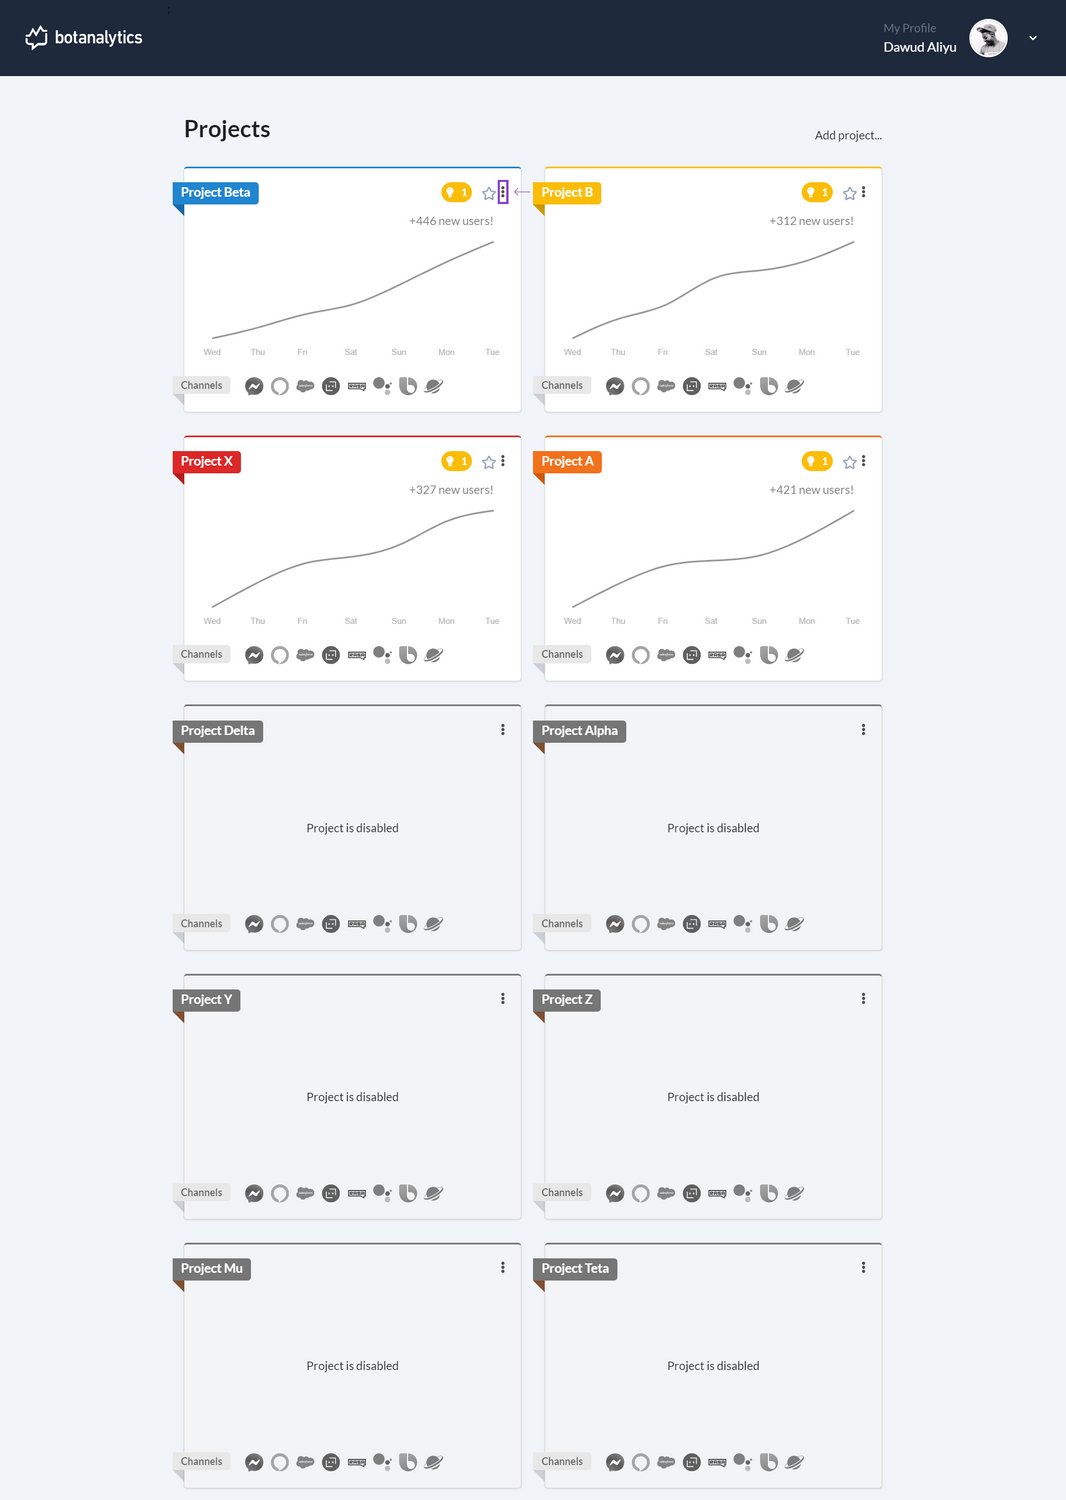 :
botanalytics
My Profile
Dawud Aliyu
Projects
Add project...
Project Beta
1
+446 new users!
Wed Thu Fri Sat Sun Mon Tue
Channels
Project B
1
+312 new users!
Wed Thu Fri Sat Sun Mon Tue
Channels
Project X
1
+327 new users!
Wed Thu Fri Sat Sun Mon Tue
Channels
Project A
1
+421 new users!
Wed Thu Fri Sat Sun Mon Tue
Channels
Project Delta
Project is disabled
Channels
Project Alpha
Project is disabled
Channels
Project Y
Project is disabled
Channels
Project Z
Project is disabled
Channels
Project Mu
Project is disabled
Channels
Project Teta
Project is disabled
Channels